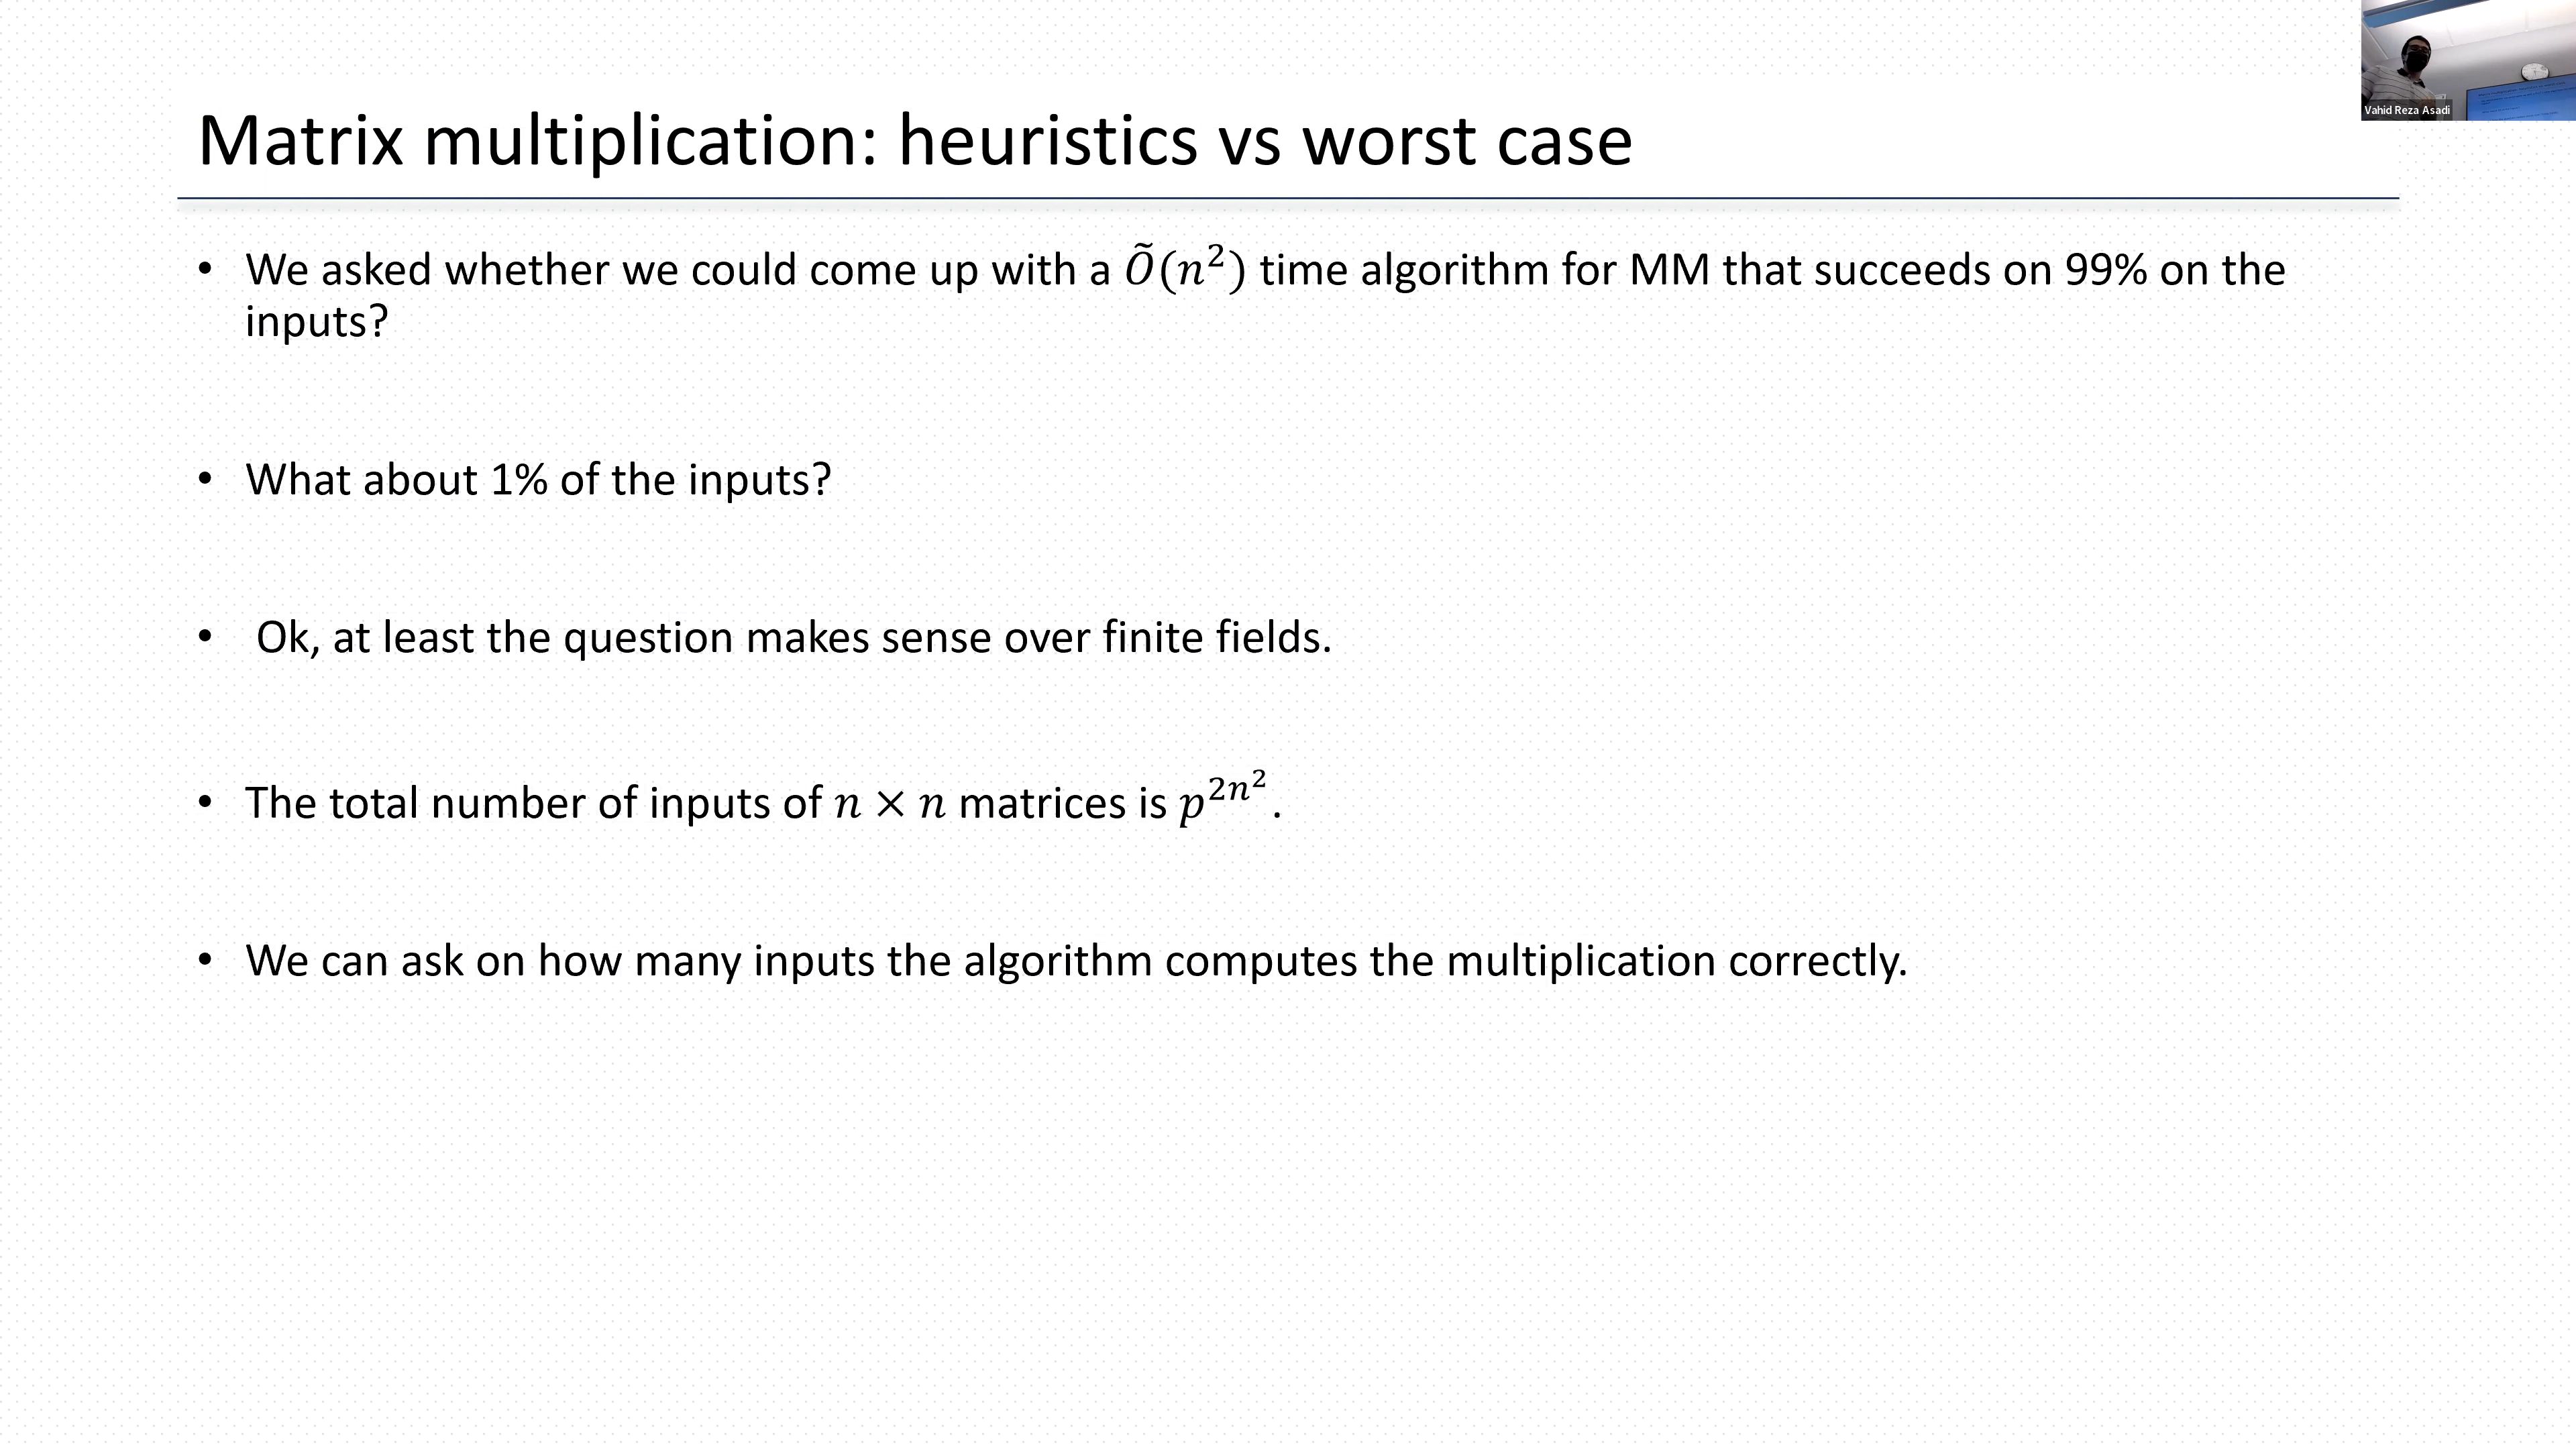 Vahid Reza Asadi
Matrix multiplication: heuristics vs worst case
• We asked whether we could come up with a Õ(n²) time algorithm for MM that succeeds on 99% on the
inputs?
• What about 1% of the inputs?
• Ok, at least the question makes sense over finite fields.
• The total number of inputs of n × n matrices is p^{2n²}.
• We can ask on how many inputs the algorithm computes the multiplication correctly.